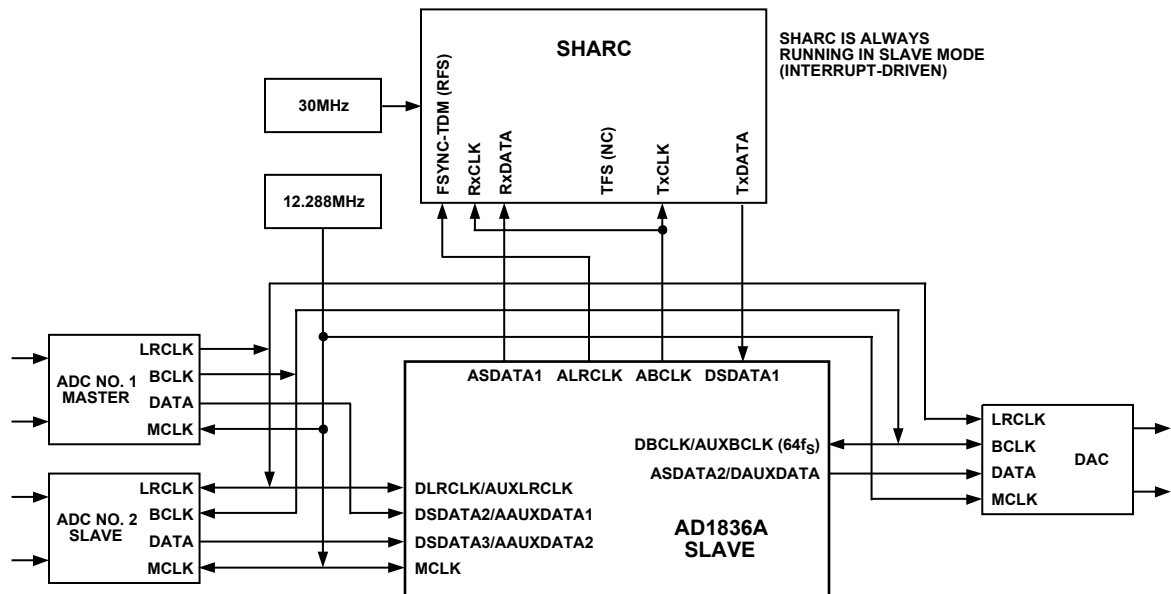 SHARC
SHARC IS ALWAYS
RUNNING IN SLAVE MODE
(INTERRUPT-DRIVEN)
30MHz
12.288MHz
FSYNC-TDM (RFS)
RxCLK
RxDATA
TFS (NC)
TxCLK
TxDATA
ADC NO. 1
MASTER
LRCLK
BCLK
DATA
MCLK
ADC NO. 2
SLAVE
LRCLK
BCLK
DATA
MCLK
ASDATA1 ALRCLK ABCLK DSDATA1
DBCLK/AUXBCLK (64fS)
ASDATA2/DAUXDATA
DLRCLK/AUXLRCLK
DSDATA2/AAUXDATA1
DSDATA3/AAUXDATA2
MCLK
AD1836A
SLAVE
LRCLK
BCLK
DATA
MCLK
DAC